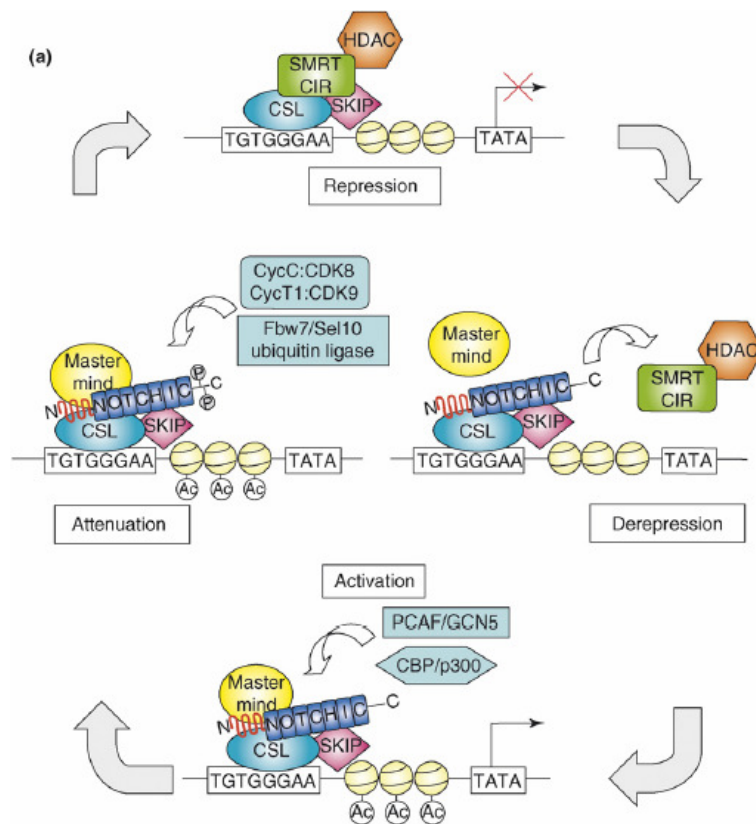 (a)
HDAC
SMRT
CIR
CSL
SKIP
TGTGGGAA
TATA
Repression
CycC:CDK8
CycT1:CDK9
Fbw7/Sel10
ubiquitin ligase
Master
mind
N
NOTCHIC
P
C
P
CSL
SKIP
TGTGGGAA
TATA
Ac Ac Ac
Attenuation
Master
mind
N
NOTCHIC
C
CSL
SKIP
TGTGGGAA
TATA
HDAC
SMRT
CIR
Derepression
Activation
PCAF/GCN5
CBP/p300
Master
mind
N
NOTCHIC
C
CSL
SKIP
TGTGGGAA
TATA
Ac Ac Ac